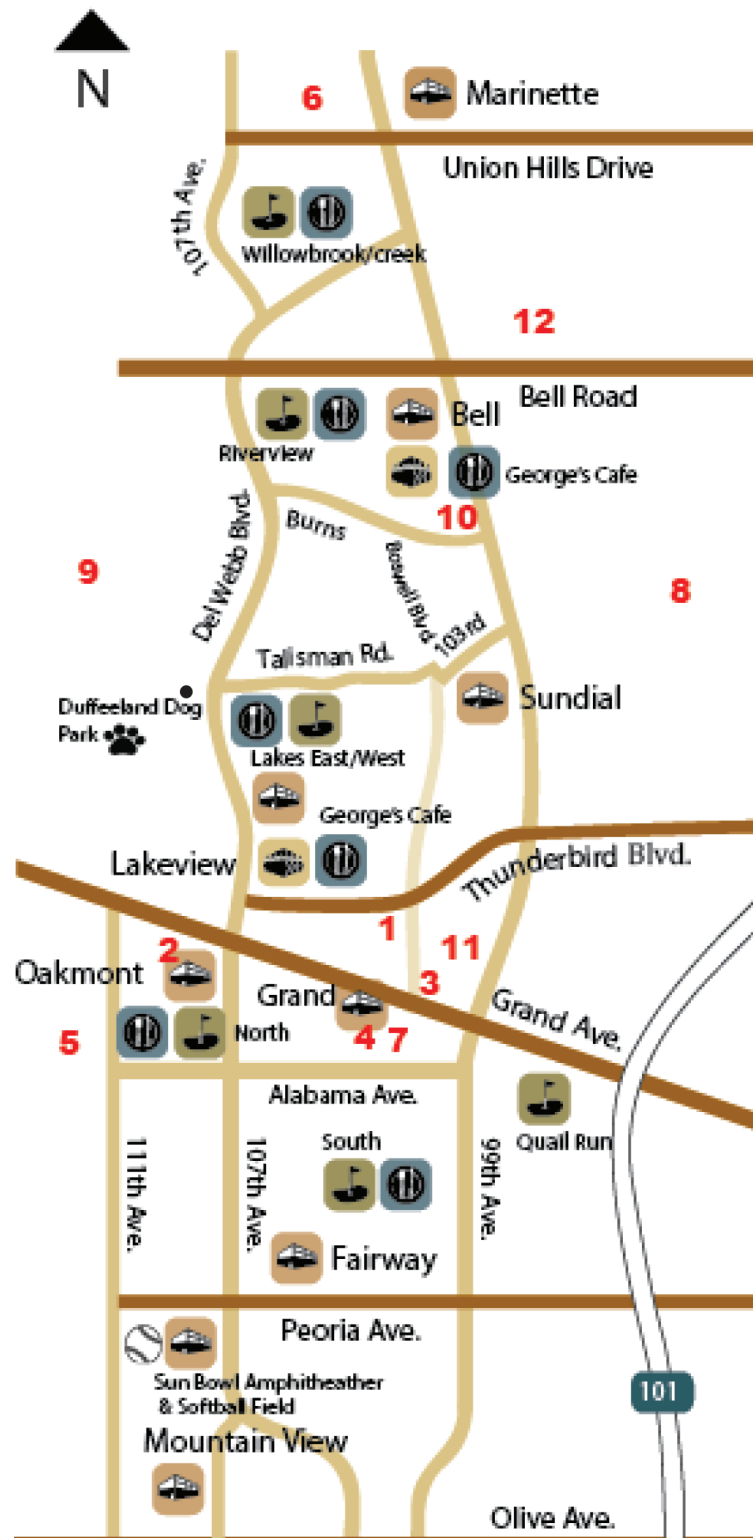 N
6
Marinette
Union Hills Drive
107th Ave.
Willowbrook/creek
12
Bell Road
Bell
Riverview
George's Cafe
10
Burns
Del Webb Blvd.
Boswell Blvd.
9
8
103rd
Talisman Rd.
Sundial
Duffeeland Dog
Park
Lakes East/West
George's Cafe
Lakeview
Thunderbird Blvd.
1
2
11
Oakmont
3
Grand
Grand Ave.
5
North
4
7
Alabama Ave.
Quail Run
111th Ave.
107th Ave.
South
99th Ave.
Fairway
Peoria Ave.
Sun Bowl Amphitheather
& Softball Field
101
Mountain View
Olive Ave.